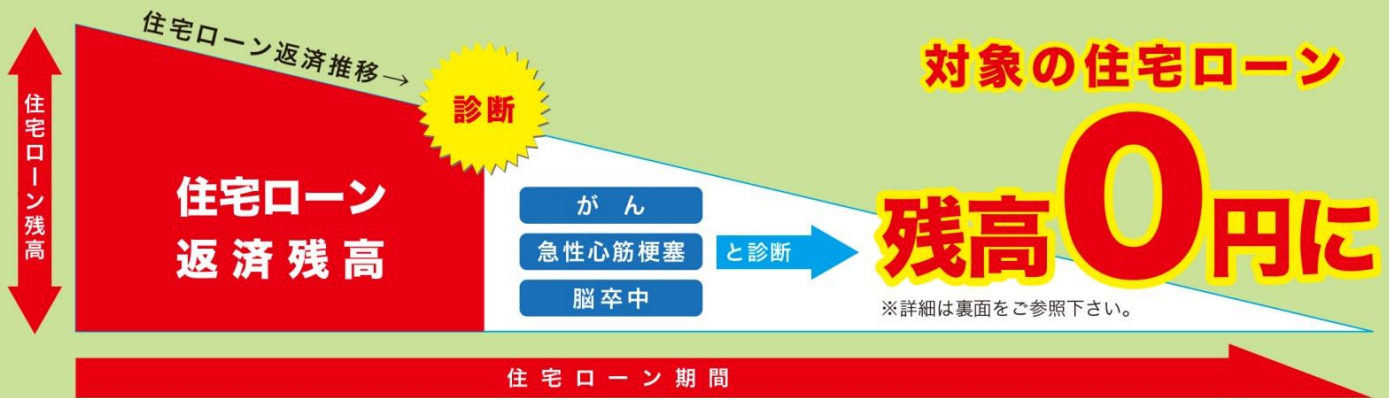 住宅ローン残高
住宅ローン返済推移→
診断
住宅ローン
返済残高
がん
急性心筋梗塞
脳卒中
と診断
対象の住宅ローン
残高0円に
※詳細は裏面をご参照下さい。
住宅ローン期間